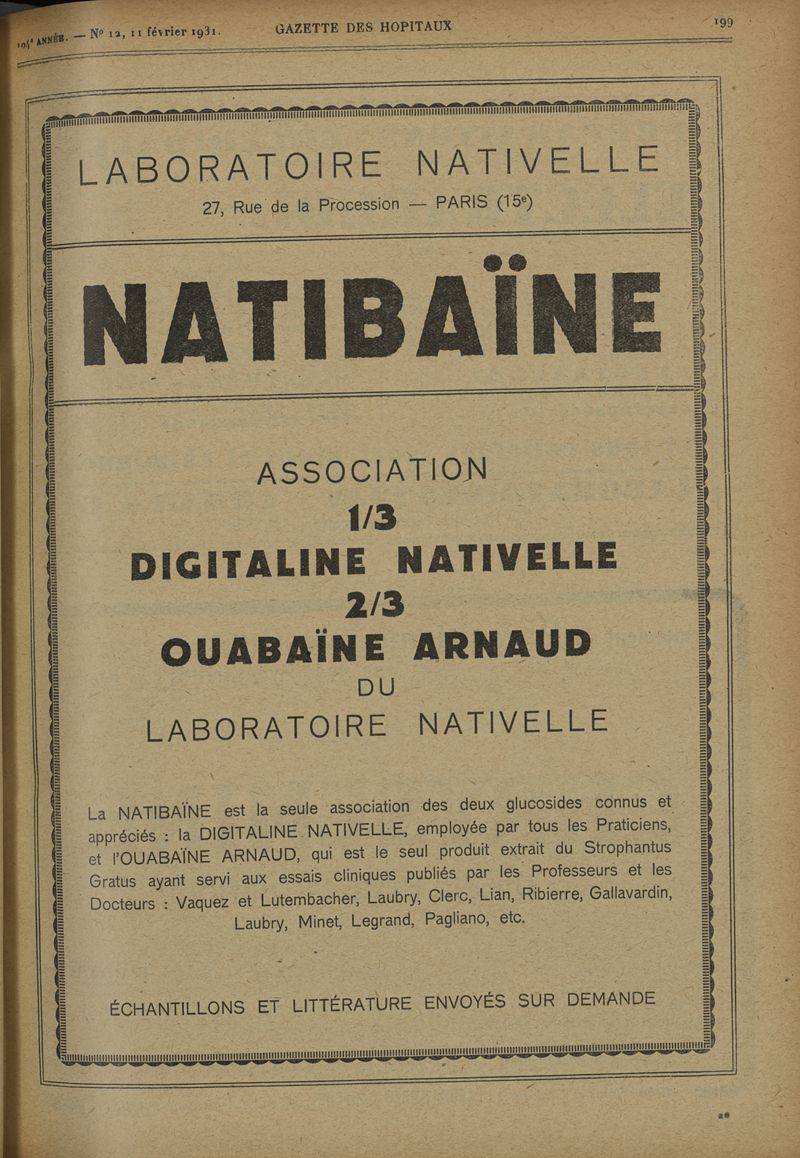 104e ANNÉE. — No 12, 11 février 1931. GAZETTE DES HOPITAUX 199
LABORATOIRE NATIVELLE
27, Rue de la Procession — PARIS (15e)
NATIBAÏNE
ASSOCIATION
1/3
DIGITALINE NATIVELLE
2/3
OUABAÏNE ARNAUD
DU
LABORATOIRE NATIVELLE
La NATIBAÏNE est la seule association des deux glucosides connus et
appréciés : la DIGITALINE NATIVELLE, employée par tous les Praticiens,
et l'OUABAÏNE ARNAUD, qui est le seul produit extrait du Strophantus
Gratus ayant servi aux essais cliniques publiés par les Professeurs et les
Docteurs : Vaquez et Lutembacher, Laubry, Clerc, Lian, Ribierre, Gallavardin,
Laubry, Minet, Legrand, Pagliano, etc.
ÉCHANTILLONS ET LITTÉRATURE ENVOYÉS SUR DEMANDE